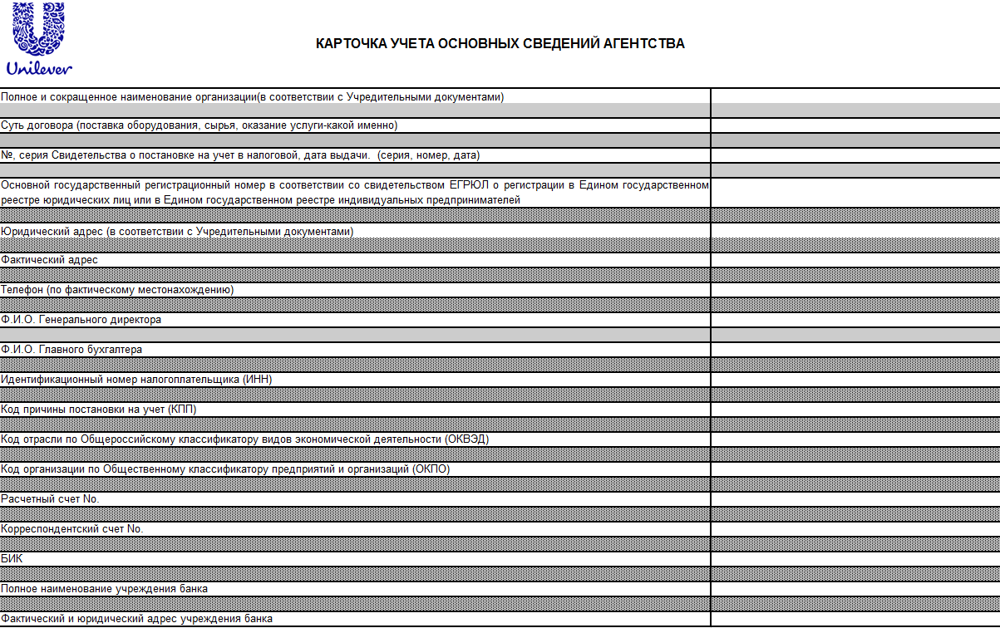 Unilever
КАРТОЧКА УЧЕТА ОСНОВНЫХ СВЕДЕНИЙ АГЕНТСТВА
Полное и сокращенное наименование организации(в соответствии с Учредительными документами)
Суть договора (поставка оборудования, сырья, оказание услуги-какой именно)
№, серия Свидетельства о постановке на учет в налоговой, дата выдачи. (серия, номер, дата)
Основной государственный регистрационный номер в соответствии со свидетельством ЕГРЮЛ о регистрации в Едином государственном
реестре юридических лиц или в Едином государственном реестре индивидуальных предпринимателей
Юридический адрес (в соответствии с Учредительными документами)
Фактический адрес
Телефон (по фактическому местонахождению)
Ф.И.О. Генерального директора
Ф.И.О. Главного бухгалтера
Идентификационный номер налогоплательщика (ИНН)
Код причины постановки на учет (КПП)
Код отрасли по Общероссийскому классификатору видов экономической деятельности (ОКВЭД)
Код организации по Общественному классификатору предприятий и организаций (ОКПО)
Расчетный счет No.
Корреспондентский счет No.
БИК
Полное наименование учреждения банка
Фактический и юридический адрес учреждения банка